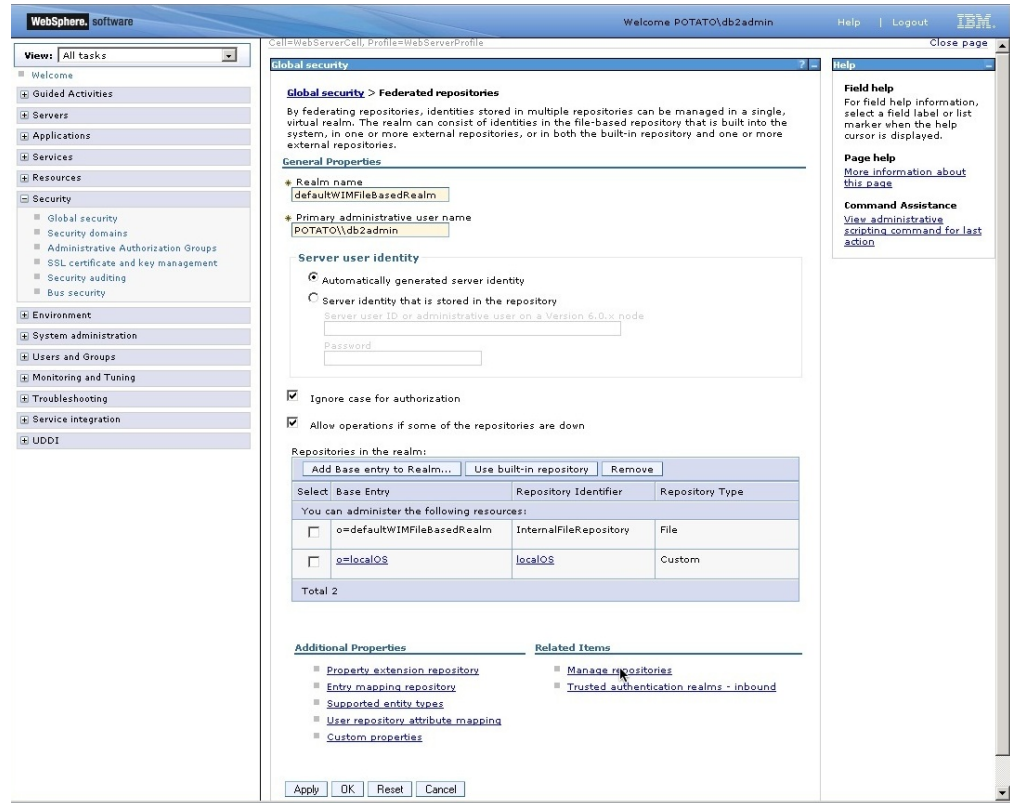 WebSphere. software
Welcome POTATO\db2admin
Help | Logout
IBM.
View: All tasks
Welcome
Guided Activities
Servers
Applications
Services
Resources
Security
Global security
Security domains
Administrative Authorization Groups
SSL certificate and key management
Security auditing
Bus security
Environment
System administration
Users and Groups
Monitoring and Tuning
Troubleshooting
Service integration
UDDI
Cell=WebServerCell, Profile=WebServerProfile
Close page
Global security
Global security > Federated repositories
By federating repositories, identities stored in multiple repositories can be managed in a single,
virtual realm. The realm can consist of identities in the file-based repository that is built into the
system, in one or more external repositories, or in both the built-in repository and one or more
external repositories.
General Properties
* Realm name
defaultWIMFileBasedRealm
* Primary administrative user name
POTATO\\db2admin
Server user identity
Automatically generated server identity
Server identity that is stored in the repository
Server user ID or administrative user on a Version 6.0.x node
Password
Ignore case for authorization
Allow operations if some of the repositories are down
Repositories in the realm:
Add Base entry to Realm... Use built-in repository Remove
Select Base Entry Repository Identifier Repository Type
You can administer the following resources:
o=defaultWIMFileBasedRealm InternalFileRepository File
o=localOS localOS Custom
Total 2
Additional Properties
Property extension repository
Entry mapping repository
Supported entity types
User repository attribute mapping
Custom properties
Related Items
Manage repositories
Trusted authentication realms - inbound
Apply OK Reset Cancel
Help
Field help
For field help information,
select a field label or list
marker when the help
cursor is displayed.
Page help
More information about
this page
Command Assistance
View administrative
scripting command for last
action